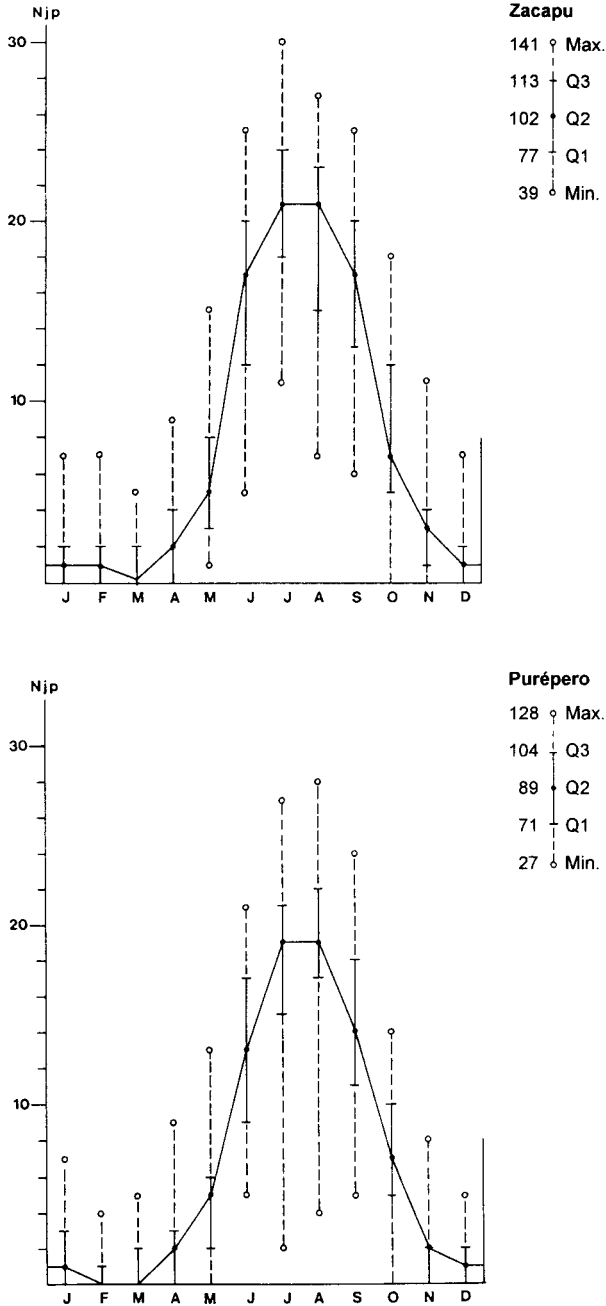 Njp
30
20
10
J F M A M J J A S O N D
Zacapu
141 Max.
113 Q3
102 Q2
77 Q1
39 Min.
Njp
30
20
10
J F M A M J J A S O N D
Purépero
128 Max.
104 Q3
89 Q2
71 Q1
27 Min.